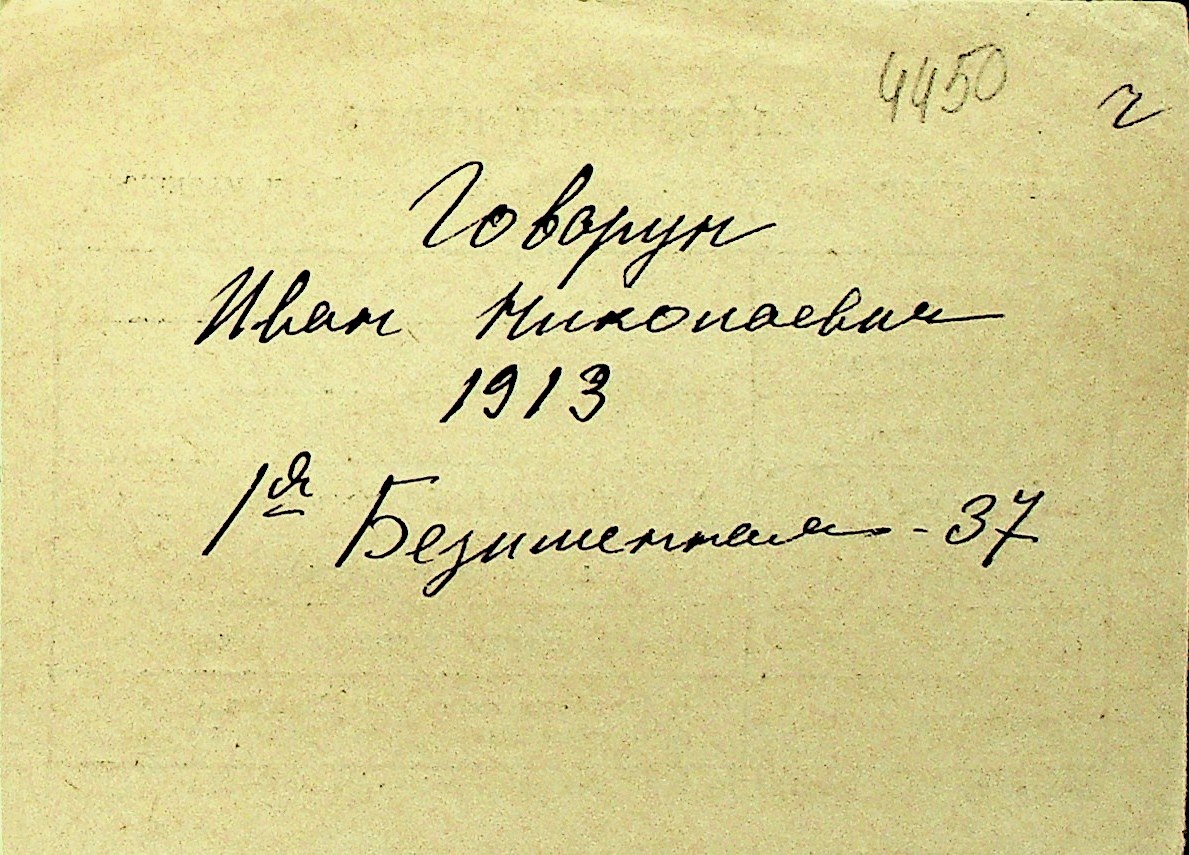 4450 ч
Говорун
Иван Николаевич
1913
1я Безименная - 37